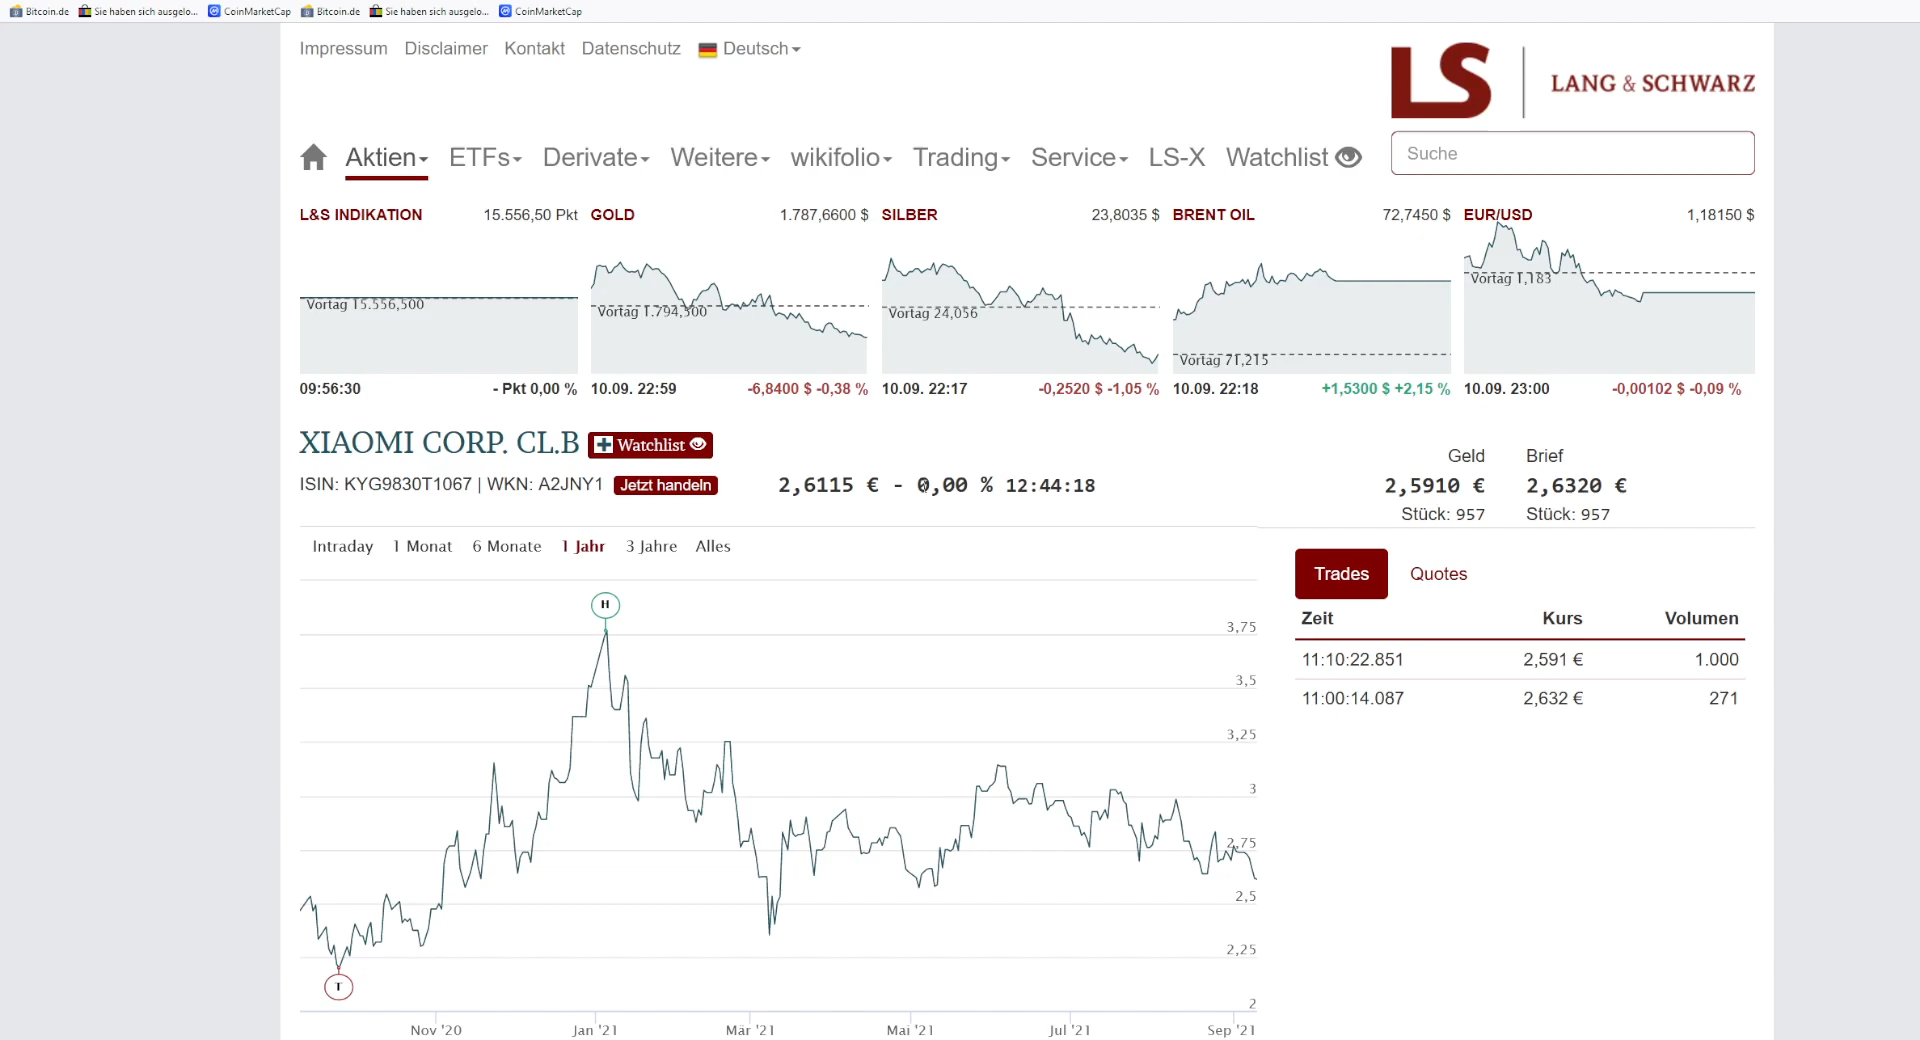 Bitcoin.de Sie haben sich ausgelo... CoinMarketCap Bitcoin.de Sie haben sich ausgelo... CoinMarketCap
Impressum Disclaimer Kontakt Datenschutz Deutsch
LS LANG & SCHWARZ
Aktien ETFs Derivate Weitere wikifolio Trading Service LS-X Watchlist
Suche
L&S INDIKATION 15.556,50 Pkt GOLD 1.787,6600 $ SILBER 23,8035 $ BRENT OIL 72,7450 $ EUR/USD 1,18150 $
Vortag 15.556,500 Vortag 1.794,500 Vortag 24,056 Vortag 71,215 Vortag 1,183
09:56:30 - Pkt 0,00 % 10.09. 22:59 -6,8400 $ -0,38 % 10.09. 22:17 -0,2520 $ -1,05 % 10.09. 22:18 +1,5300 $ +2,15 % 10.09. 23:00 -0,00102 $ -0,09 %
XIAOMI CORP. CL.B Watchlist
ISIN: KYG9830T1067 | WKN: A2JNY1 Jetzt handeln 2,6115 € - 0,00 % 12:44:18
Geld Brief
2,5910 € 2,6320 €
Stück: 957 Stück: 957
Intraday 1 Monat 6 Monate 1 Jahr 3 Jahre Alles
H
3,75
3,5
3,25
3
2,75
2,5
2,25
T
2
Nov '20 Jan '21 Mär '21 Mai '21 Jul '21 Sep '21
Trades Quotes
Zeit Kurs Volumen
11:10:22.851 2,591 € 1.000
11:00:14.087 2,632 € 271